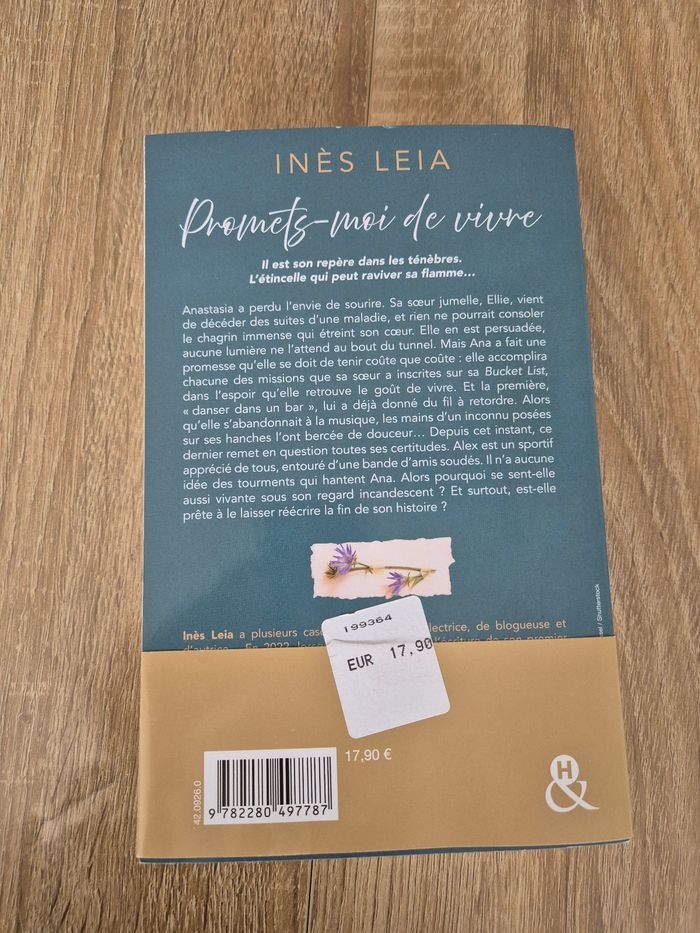 INÈS LEIA
Promets-moi de vivre
Il est son repère dans les ténèbres.
L'étincelle qui peut raviver sa flamme...
Anastasia a perdu l'envie de sourire. Sa sœur jumelle, Ellie, vient
de décéder des suites d'une maladie, et rien ne pourrait consoler
le chagrin immense qui étreint son cœur. Elle en est persuadée,
aucune lumière ne l'attend au bout du tunnel. Mais Ana a fait une
promesse qu'elle se doit de tenir coûte que coûte : elle accomplira
chacune des missions que sa sœur a inscrites sur sa Bucket List,
dans l'espoir qu'elle retrouve le goût de vivre. Et la première,
« danser dans un bar », lui a déjà donné du fil à retordre. Alors
qu'elle s'abandonnait à la musique, les mains d'un inconnu posées
sur ses hanches l'ont bercée de douceur... Depuis cet instant, ce
dernier remet en question toutes ses certitudes. Alex est un sportif
apprécié de tous, entouré d'une bande d'amis soudés. Il n'a aucune
idée des tourments qui hantent Ana. Alors pourquoi se sent-elle
aussi vivante sous son regard incandescent ? Et surtout, est-elle
prête à le laisser réécrire la fin de son histoire ?
/ Shutterstock
Inès Leia a plusieurs lectrice, de blogueuse et
199364
EUR 17,90
17,90 €
42.0926.0
9 782280 497787
H&